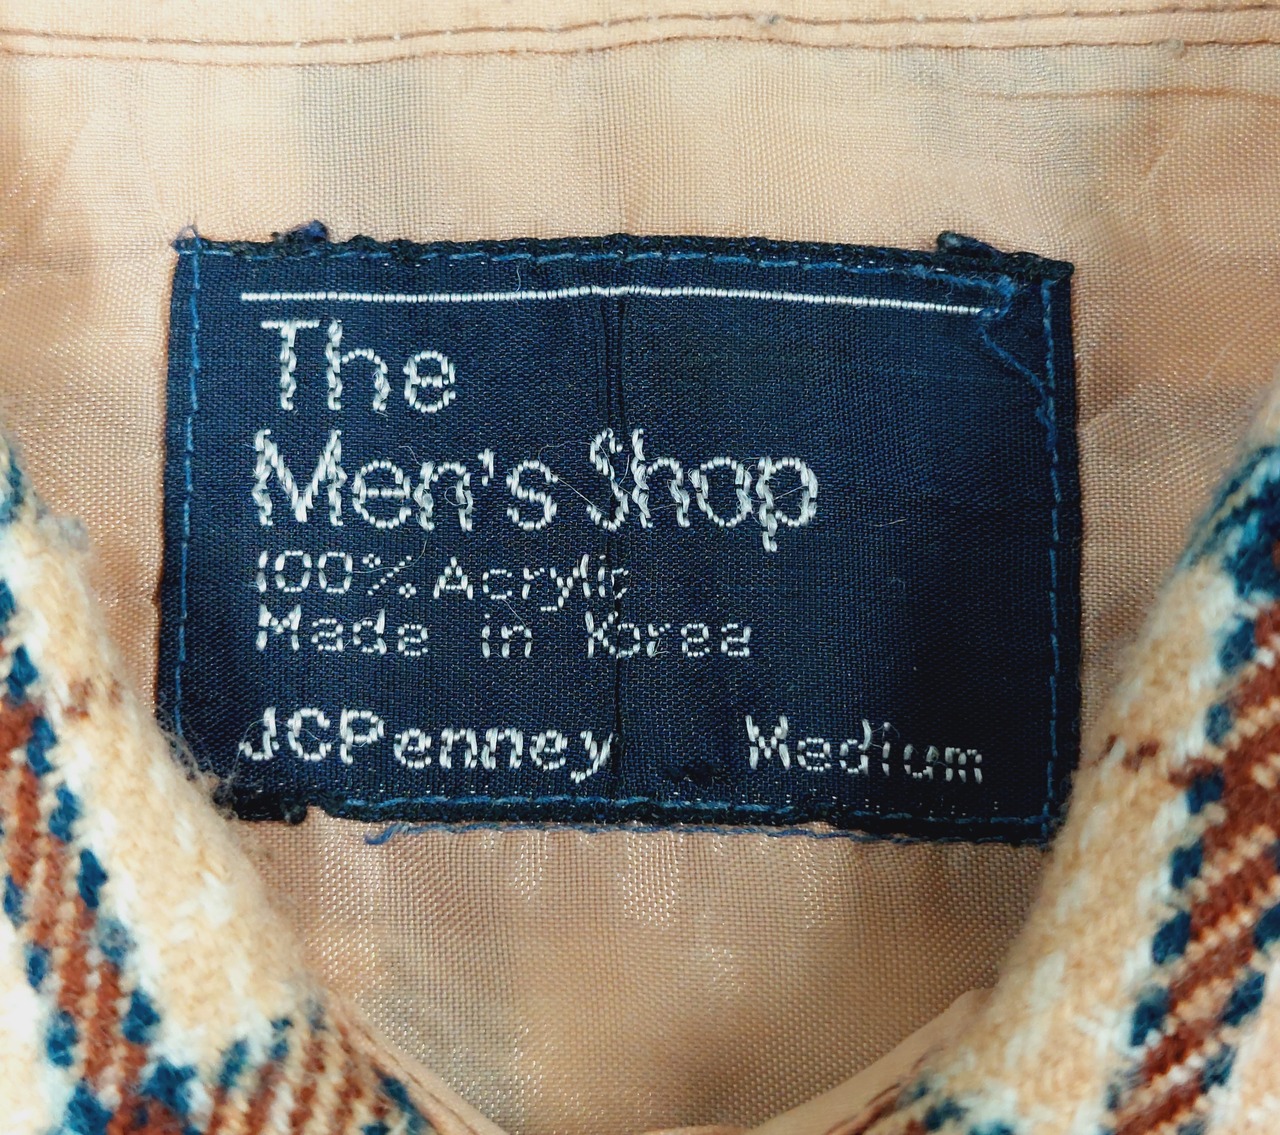 The
Men's Shop
100% Acrylic
Made in Korea
JCPenney Medium